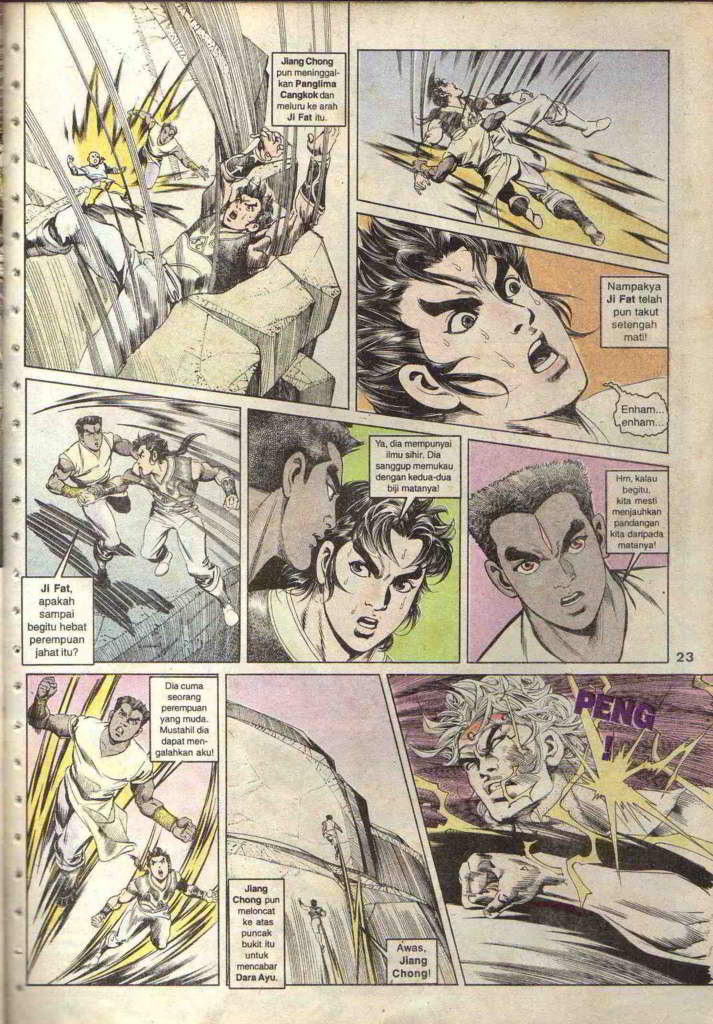 Jiang Chong
pun meninggal-
kan Panglima
Cangkok dan
meluru ke arah
Ji Fat itu.
Nampakya
Ji Fat telah
pun takut
setengah
mati!
Enham...
enham...
Ji Fat,
apakah
sampai
begitu hebat
perempuan
jahat itu?
Ya, dia mempunyai
ilmu sihir. Dia
sanggup memukau
dengan kedua-dua
biji matanya!
Hm, kalau
begitu,
kita mesti
menjauhkan
pandangan
kita daripada
matanya!
23
Dia cuma
seorang
perempuan
yang muda.
Mustahil dia
dapat men-
galahkan aku!
Jiang
Chong pun
meloncat
ke atas
puncak
bukit itu
untuk
mencabar
Dara Ayu.
Awas,
Jiang
Chong!
PENG
!